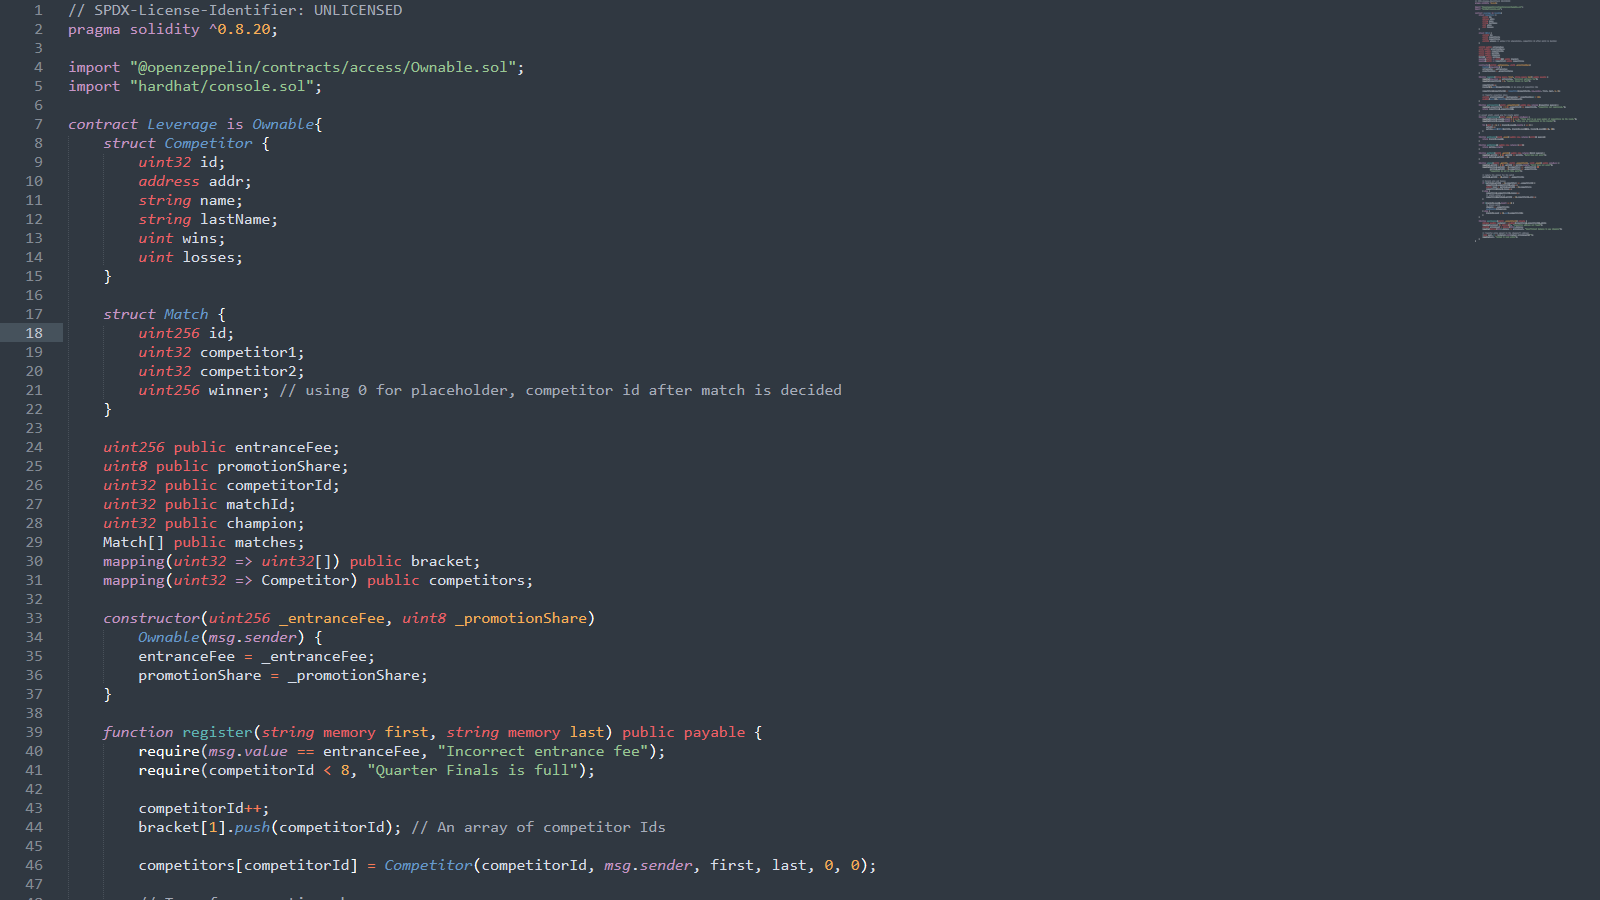 1 // SPDX-License-Identifier: UNLICENSED
2 pragma solidity ^0.8.20;
3
4 import "@openzeppelin/contracts/access/Ownable.sol";
5 import "hardhat/console.sol";
6
7 contract Leverage is Ownable{
8 struct Competitor {
9 uint32 id;
10 address addr;
11 string name;
12 string lastName;
13 uint wins;
14 uint losses;
15 }
16
17 struct Match {
18 uint256 id;
19 uint32 competitor1;
20 uint32 competitor2;
21 uint256 winner; // using 0 for placeholder, competitor id after match is decided
22 }
23
24 uint256 public entranceFee;
25 uint8 public promotionShare;
26 uint32 public competitorId;
27 uint32 public matchId;
28 uint32 public champion;
29 Match[] public matches;
30 mapping(uint32 => uint32[]) public bracket;
31 mapping(uint32 => Competitor) public competitors;
32
33 constructor(uint256 _entranceFee, uint8 _promotionShare)
34 Ownable(msg.sender) {
35 entranceFee = _entranceFee;
36 promotionShare = _promotionShare;
37 }
38
39 function register(string memory first, string memory last) public payable {
40 require(msg.value == entranceFee, "Incorrect entrance fee");
41 require(competitorId < 8, "Quarter Finals is full");
42
43 competitorId++;
44 bracket[1].push(competitorId); // An array of competitor Ids
45
46 competitors[competitorId] = Competitor(competitorId, msg.sender, first, last, 0, 0);
47